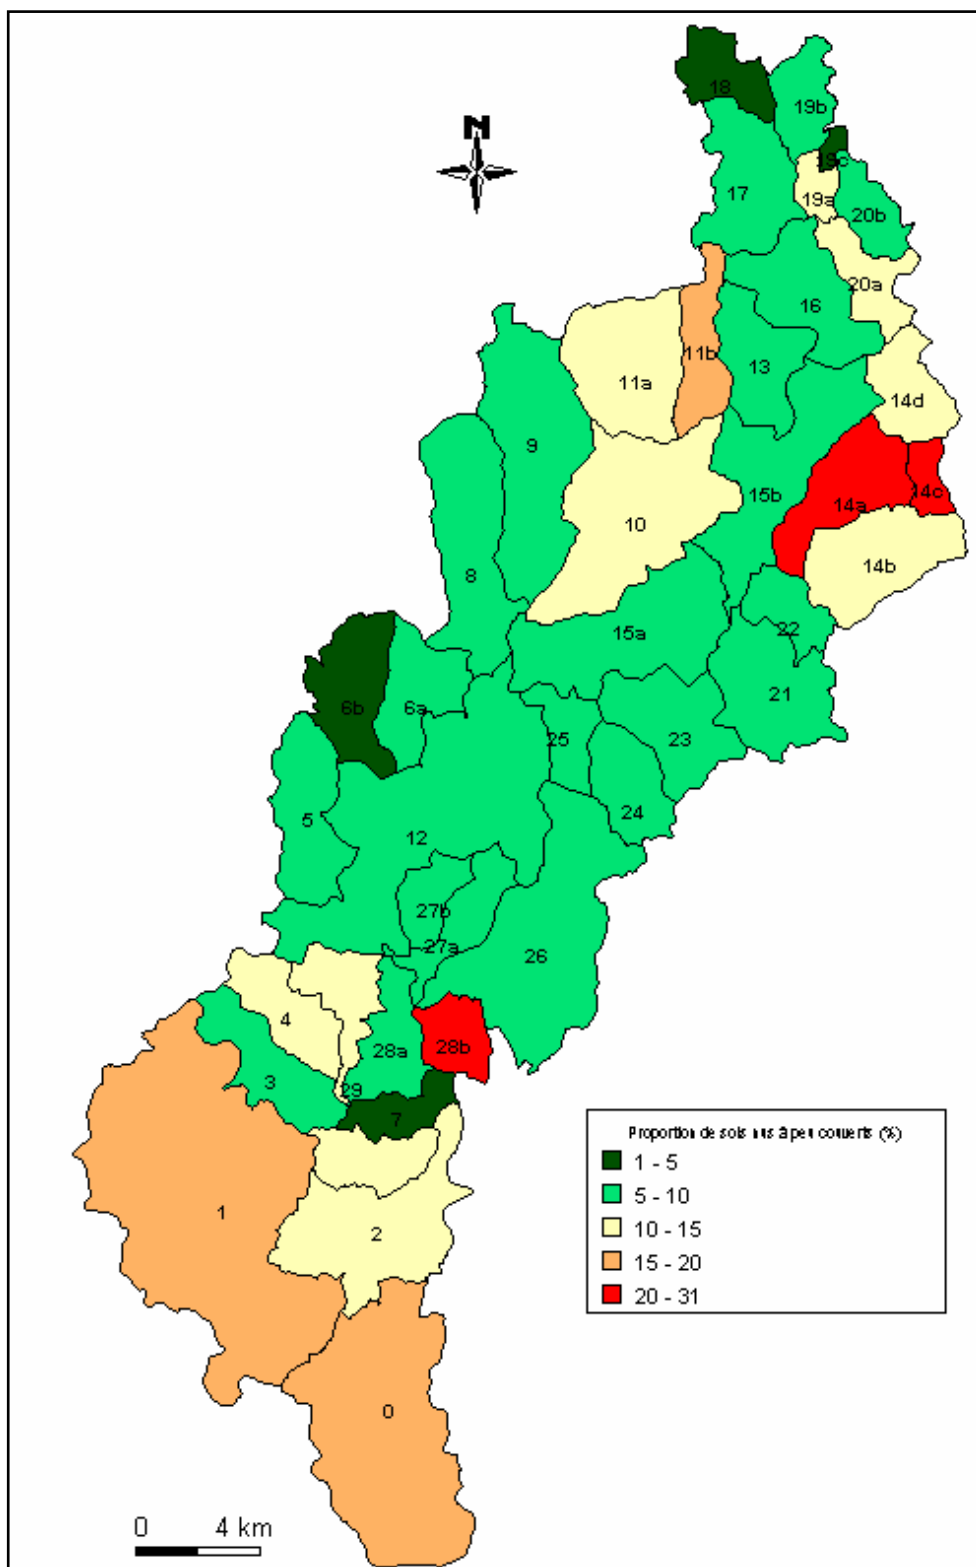 N
18
19b
19c
17
19a
20b
20a
16
11b
13
11a
14d
9
15b
14a
14c
10
14b
8
22
15a
21
6b
6a
25
23
5
12
24
27b
27a
26
4
28a
28b
3
29
7
Proportion de sols nus à peu couverts (%)
1 - 5
5 - 10
1
10 - 15
2
15 - 20
20 - 31
0
0 4 km